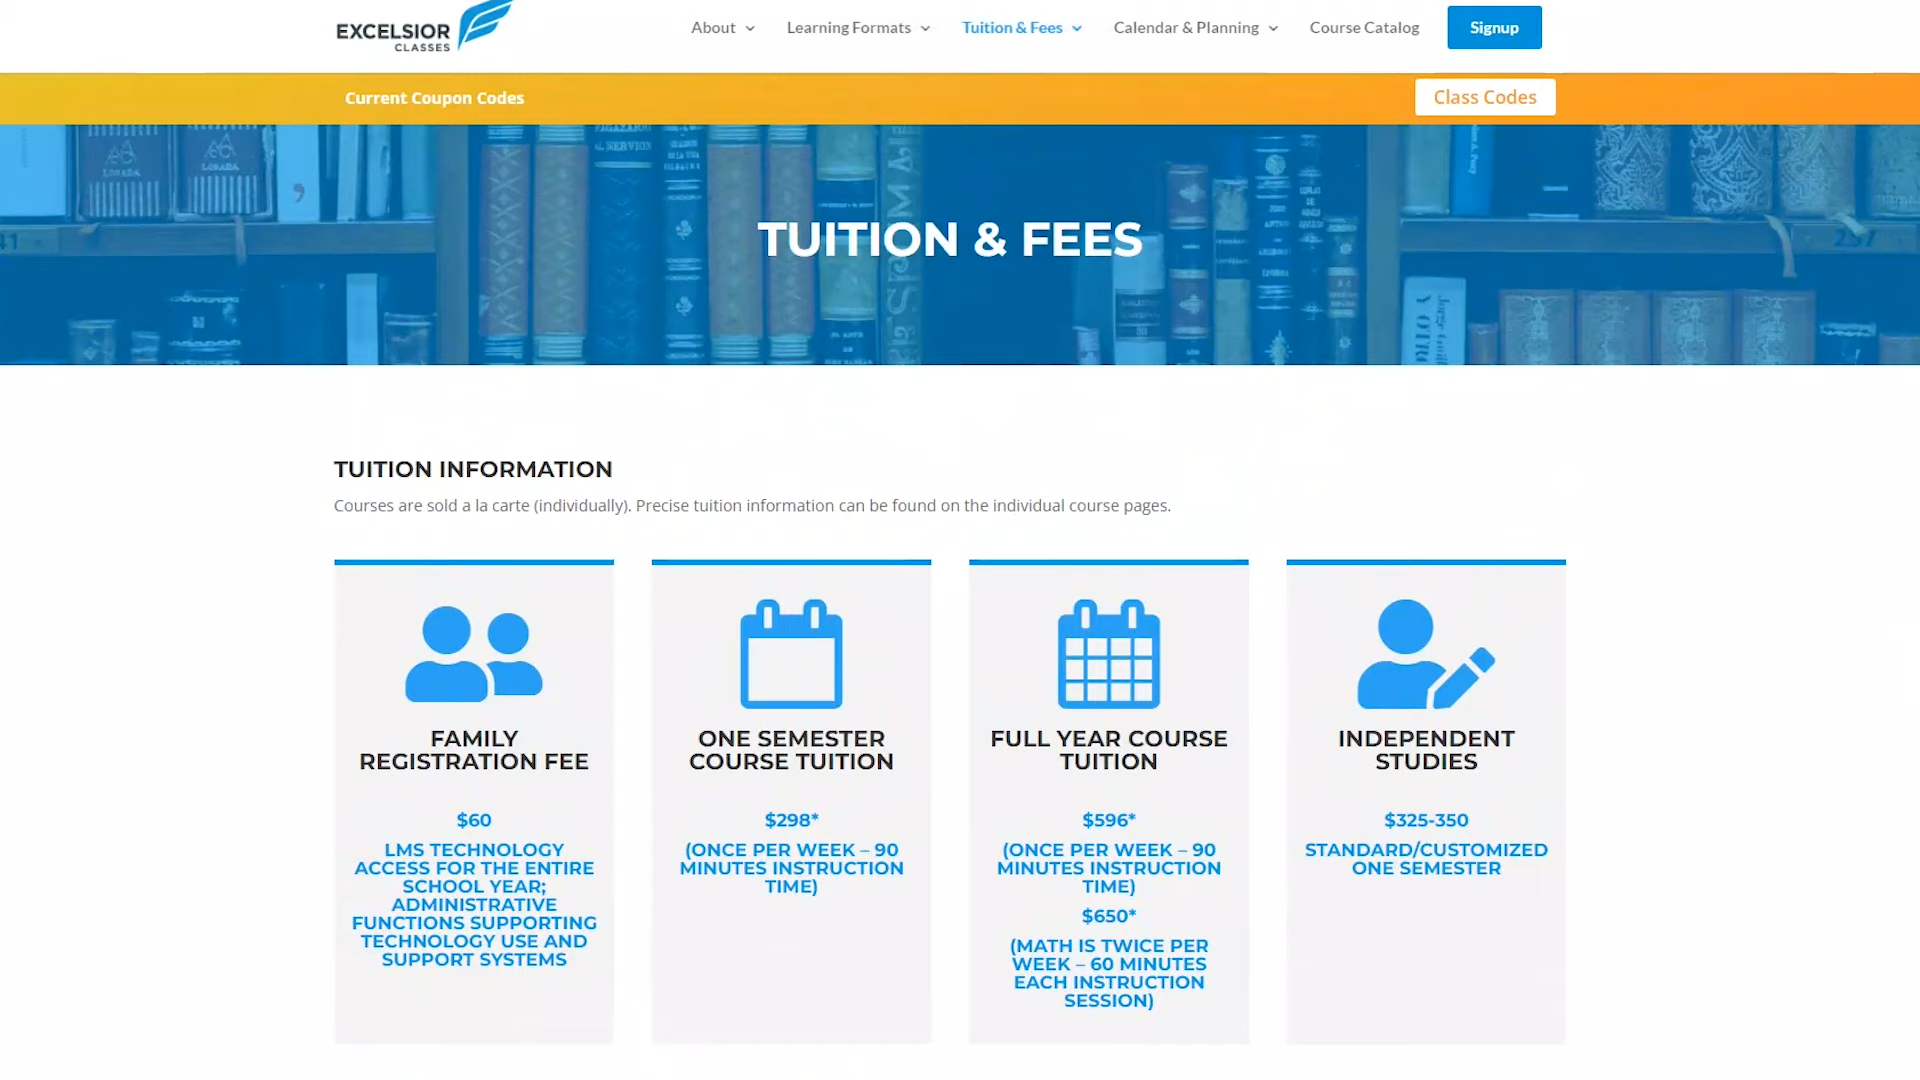 EXCELSIOR
CLASSES
About
Learning Formats
Tuition & Fees
Calendar & Planning
Course Catalog
Signup
Current Coupon Codes
Class Codes
TUITION & FEES
TUITION INFORMATION
Courses are sold a la carte (individually). Precise tuition information can be found on the individual course pages.
FAMILY
REGISTRATION FEE
$60
LMS TECHNOLOGY
ACCESS FOR THE ENTIRE
SCHOOL YEAR;
ADMINISTRATIVE
FUNCTIONS SUPPORTING
TECHNOLOGY USE AND
SUPPORT SYSTEMS
ONE SEMESTER
COURSE TUITION
$298*
(ONCE PER WEEK – 90
MINUTES INSTRUCTION
TIME)
FULL YEAR COURSE
TUITION
$596*
(ONCE PER WEEK – 90
MINUTES INSTRUCTION
TIME)
$650*
(MATH IS TWICE PER
WEEK – 60 MINUTES
EACH INSTRUCTION
SESSION)
INDEPENDENT
STUDIES
$325-350
STANDARD/CUSTOMIZED
ONE SEMESTER